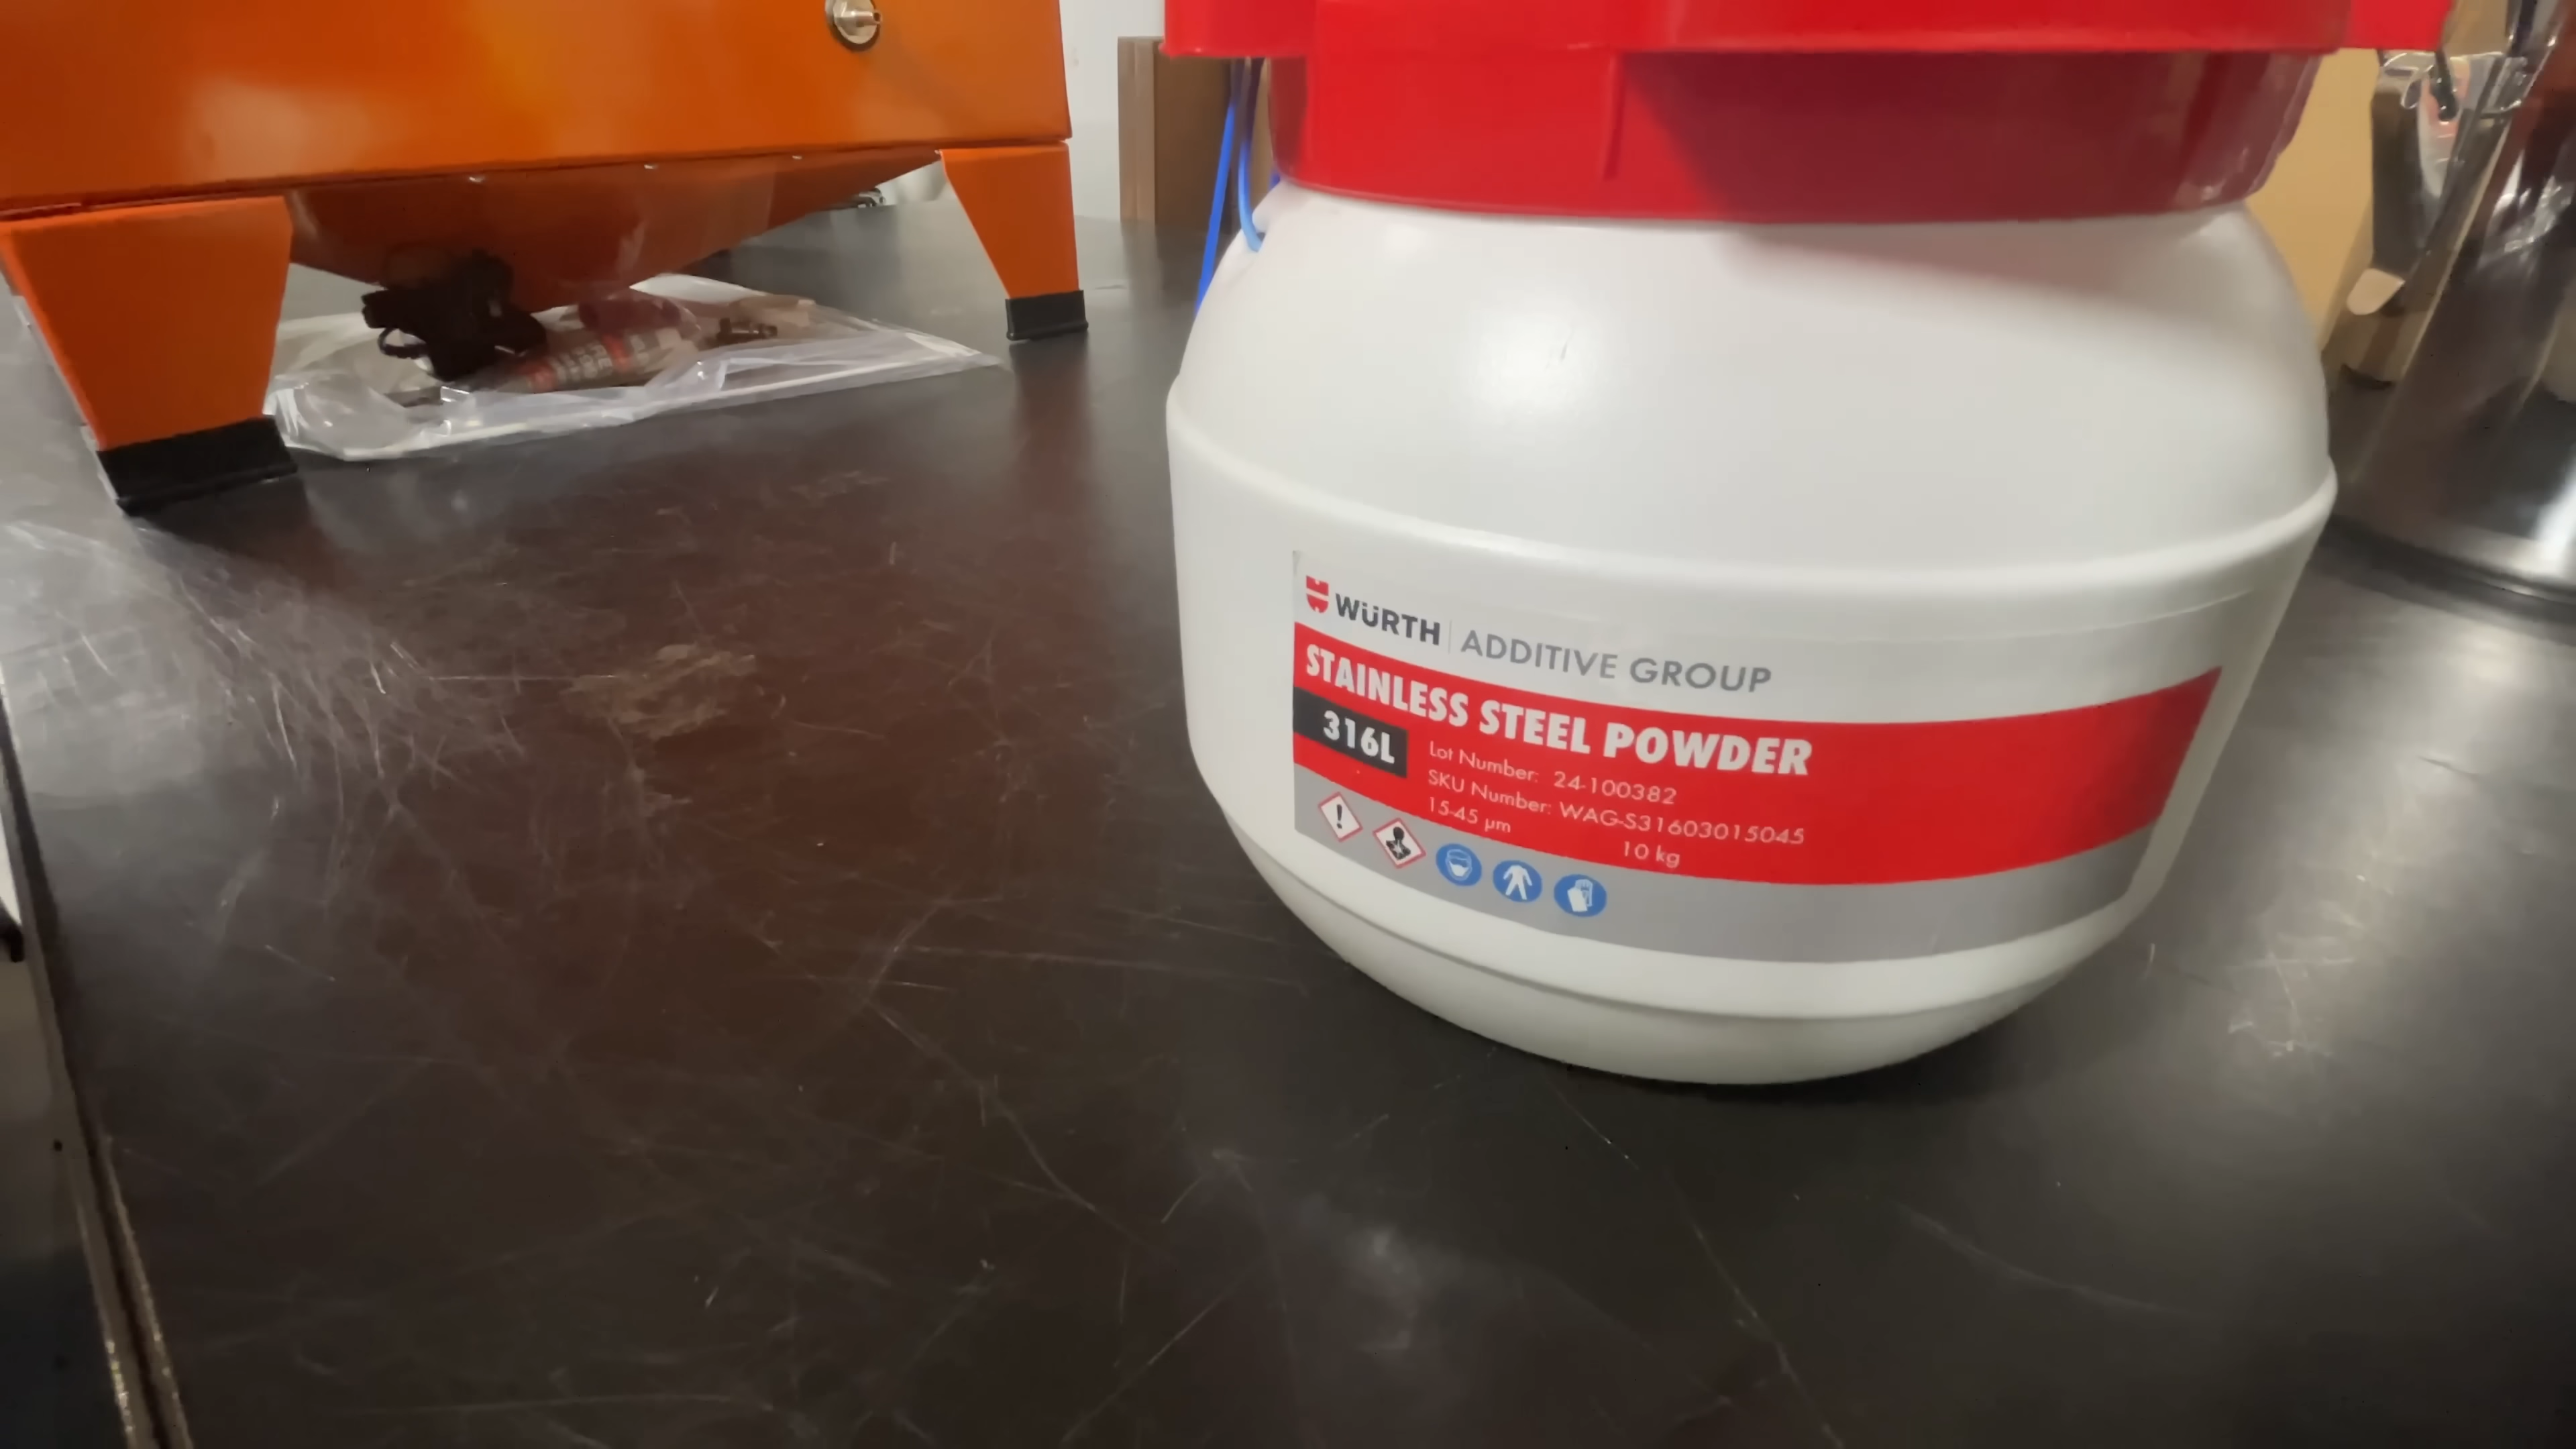 WÜRTH | ADDITIVE GROUP
STAINLESS STEEL POWDER
316L
Lot Number: 24-100382
SKU Number: WAG-S31603015045
15-45 µm
10 kg